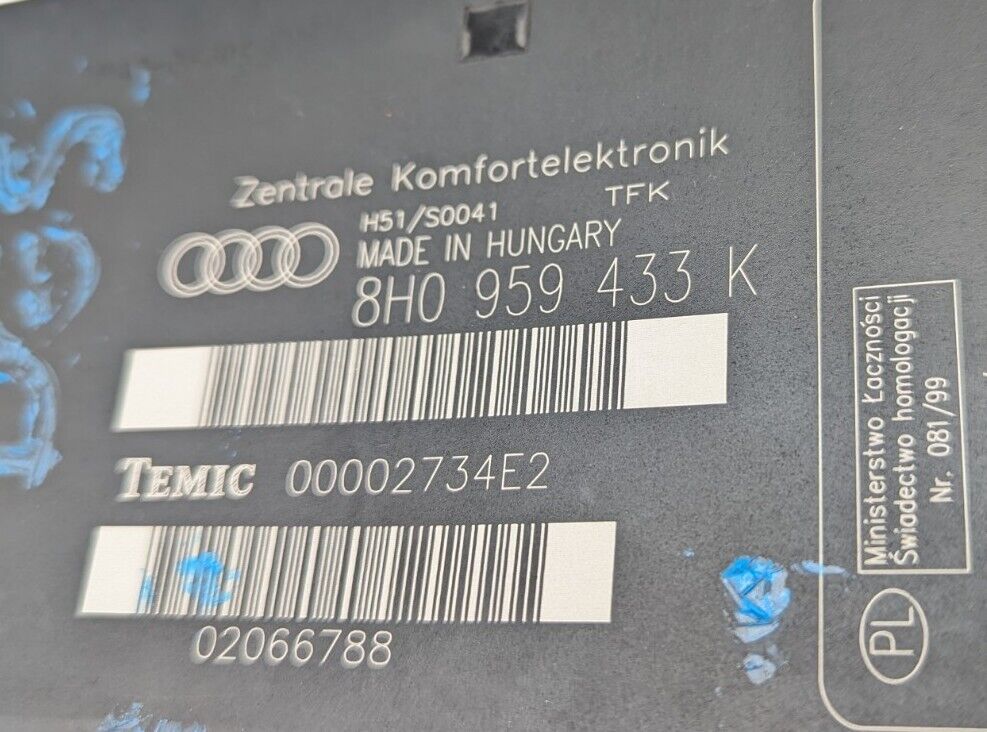 Zentrale Komfortelektronik
H51/S0041 TFK
MADE IN HUNGARY
8H0 959 433 K
TEMIC 00002734E2
02066788
Ministerstwo Łączności
Świadectwo homologacji
Nr. 081/99
PL